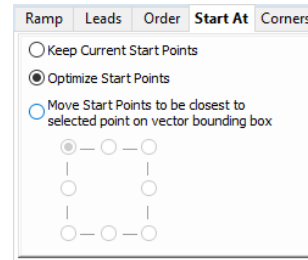 Ramp Leads Order Start At Corners
Keep Current Start Points
Optimize Start Points
Move Start Points to be closest to
selected point on vector bounding box